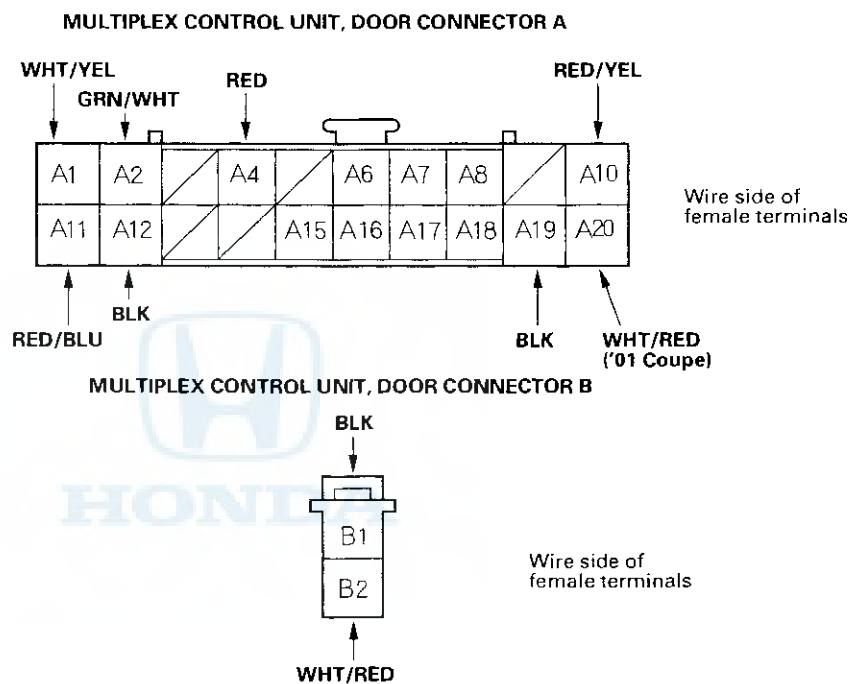 MULTIPLEX CONTROL UNIT, DOOR CONNECTOR A
WHT/YEL
GRN/WHT
RED
RED/YEL
A1 A2 A4 A6 A7 A8 A10
A11 A12 A15 A16 A17 A18 A19 A20
Wire side of
female terminals
RED/BLU
BLK
BLK
WHT/RED
('01 Coupe)
MULTIPLEX CONTROL UNIT, DOOR CONNECTOR B
BLK
HONDA
B1
B2
Wire side of
female terminals
WHT/RED